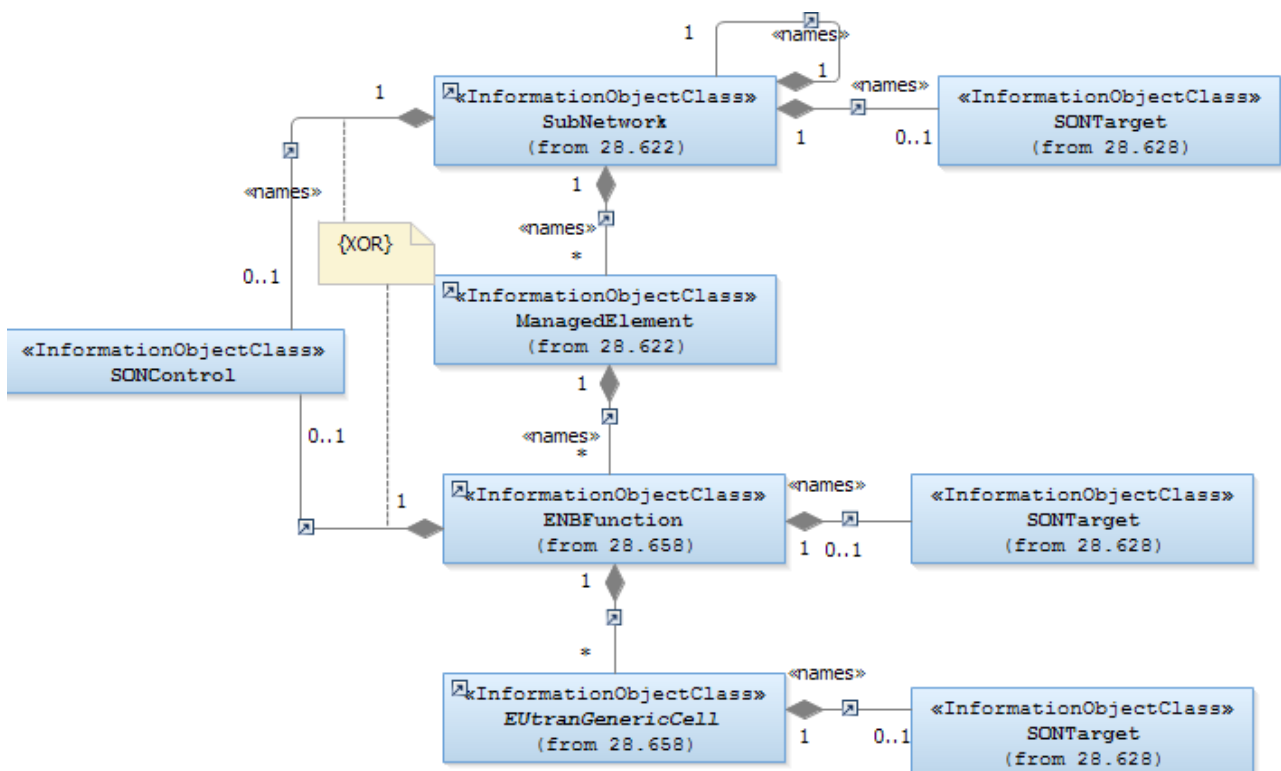 1
«names»
1
«InformationObjectClass»
SubNetwork
(from 28.622)
1
«names»
1
0..1
«InformationObjectClass»
SONTarget
(from 28.628)
1
«names»
0..1
{XOR}
1
«names»
*
«InformationObjectClass»
ManagedElement
(from 28.622)
«InformationObjectClass»
SONControl
1
«names»
*
0..1
1
«InformationObjectClass»
ENBFunction
(from 28.658)
«names»
1 0..1
«InformationObjectClass»
SONTarget
(from 28.628)
1
*
«InformationObjectClass»
EUtranGenericCell
(from 28.658)
«names»
1
0..1
«InformationObjectClass»
SONTarget
(from 28.628)